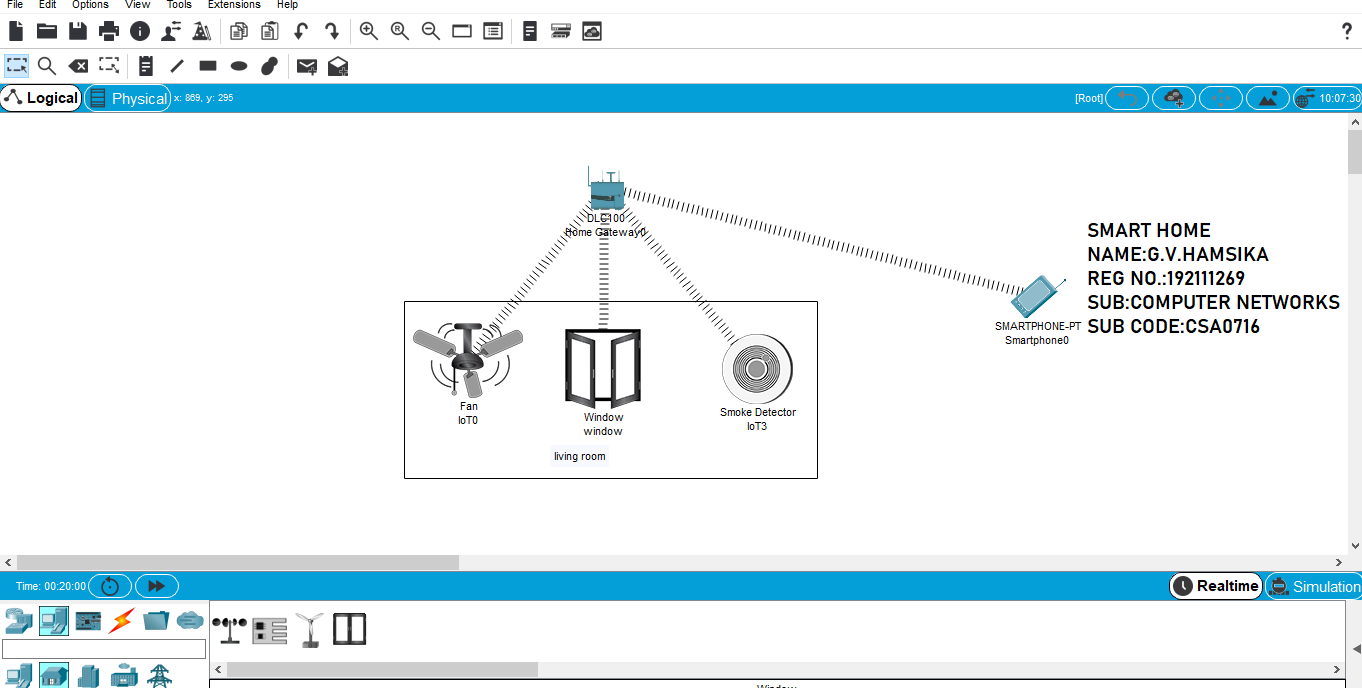 File Edit Options View Tools Extensions Help
?
Logical Physical x: 869, y: 295 [Root] 10:07:30
DLC100
Home Gateway0
SMART HOME
NAME:G.V.HAMSIKA
REG NO.:192111269
SUB:COMPUTER NETWORKS
SUB CODE:CSA0716
SMARTPHONE-PT
Smartphone0
Fan
IoT0
Window
window
Smoke Detector
IoT3
living room
Time: 00:20:00 Realtime Simulation